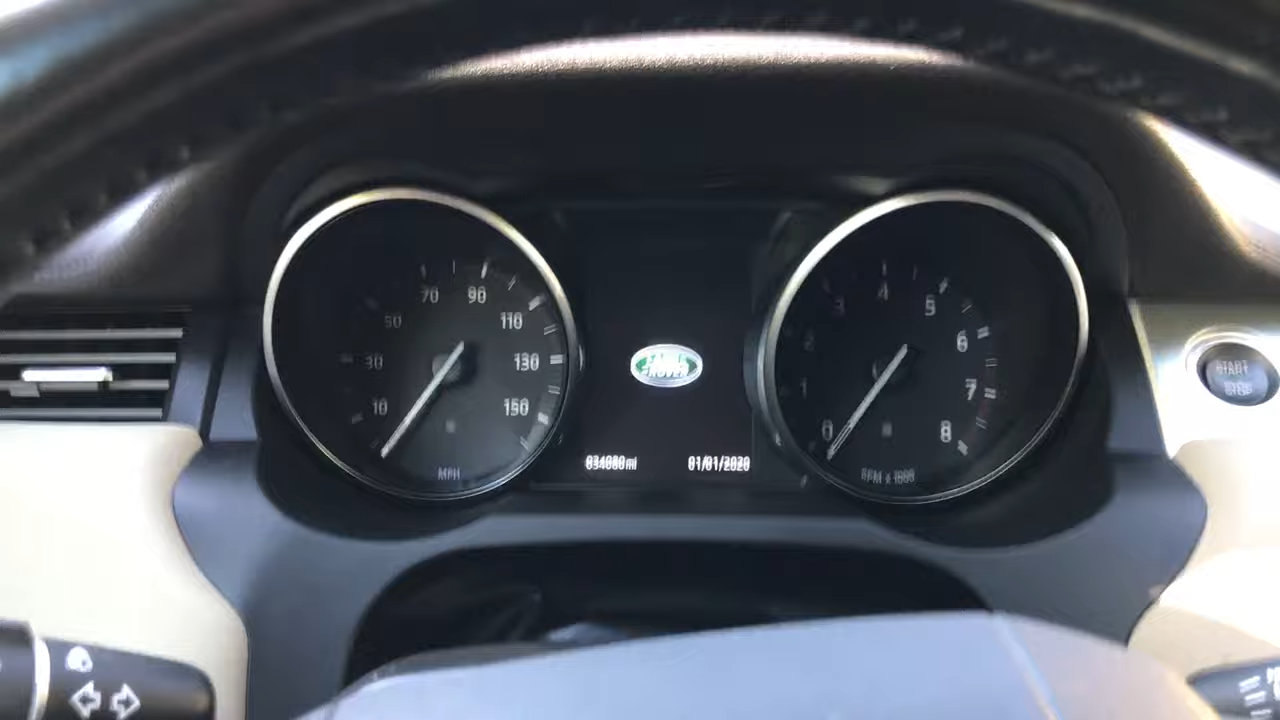 70 90
50 110
30 130
10 150
MPH
LAND
ROVER
034080mi 01/01/2020
3 4 5
2 6
1 7
0 8
RPM x 1000
START
STOP